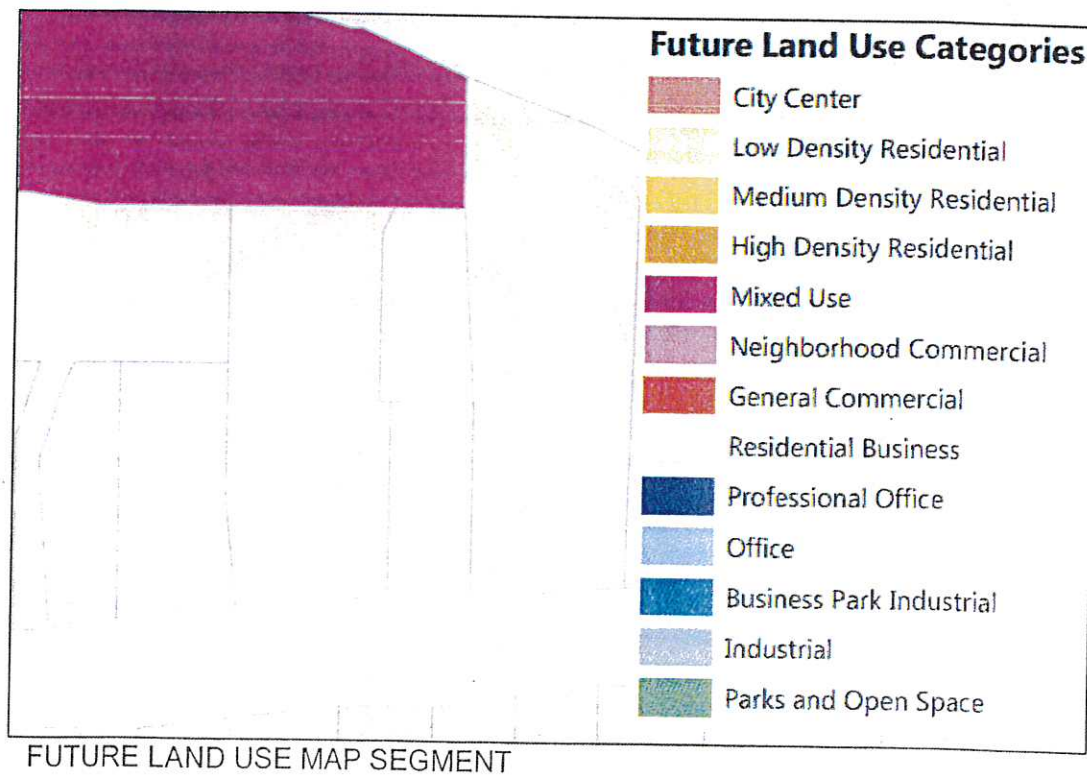 Future Land Use Categories
City Center
Low Density Residential
Medium Density Residential
High Density Residential
Mixed Use
Neighborhood Commercial
General Commercial
Residential Business
Professional Office
Office
Business Park Industrial
Industrial
Parks and Open Space
FUTURE LAND USE MAP SEGMENT